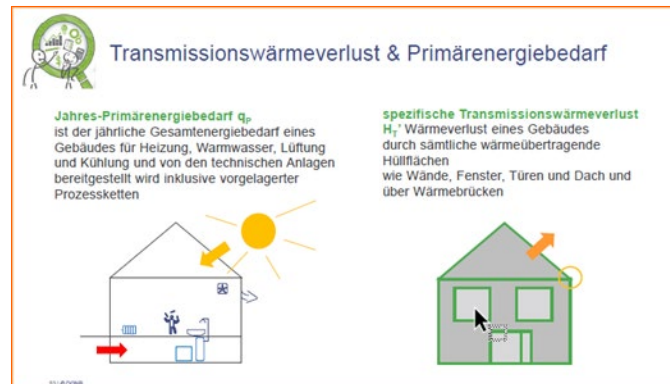 Transmissionswärmeverlust & Primärenergiebedarf
Jahres-Primärenergiebedarf qP
ist der jährliche Gesamtenergiebedarf eines
Gebäudes für Heizung, Warmwasser, Lüftung
und Kühlung und von den technischen Anlagen
bereitgestellt wird inklusive vorgelagerter
Prozessketten
spezifische Transmissionswärmeverlust
HT' Wärmeverlust eines Gebäudes
durch sämtliche wärmeübertragende
Hüllflächen
wie Wände, Fenster, Türen und Dach und
über Wärmebrücken